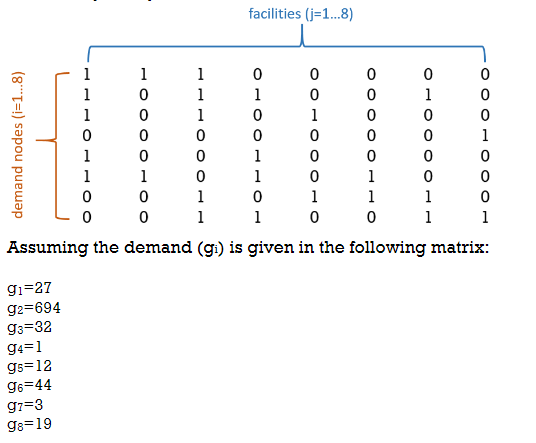 facilities (j=1...8)
demand nodes (i=1...8)
1 1 1 0 0 0 0 0
1 0 1 1 0 0 1 0
1 0 1 0 1 0 0 0
0 0 0 0 0 0 0 1
1 0 0 1 0 0 0 0
1 1 0 1 0 1 0 0
0 0 1 0 1 1 1 0
0 0 1 1 0 0 1 1
Assuming the demand (gᵢ) is given in the following matrix:
g₁=27
g₂=694
g₃=32
g₄=1
g₅=12
g₆=44
g₇=3
g₈=19